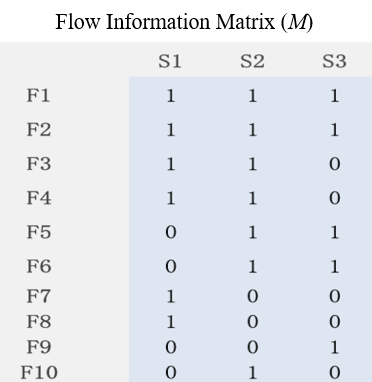 Flow Information Matrix (M)
S1 S2 S3
F1 1 1 1
F2 1 1 1
F3 1 1 0
F4 1 1 0
F5 0 1 1
F6 0 1 1
F7 1 0 0
F8 1 0 0
F9 0 0 1
F10 0 1 0